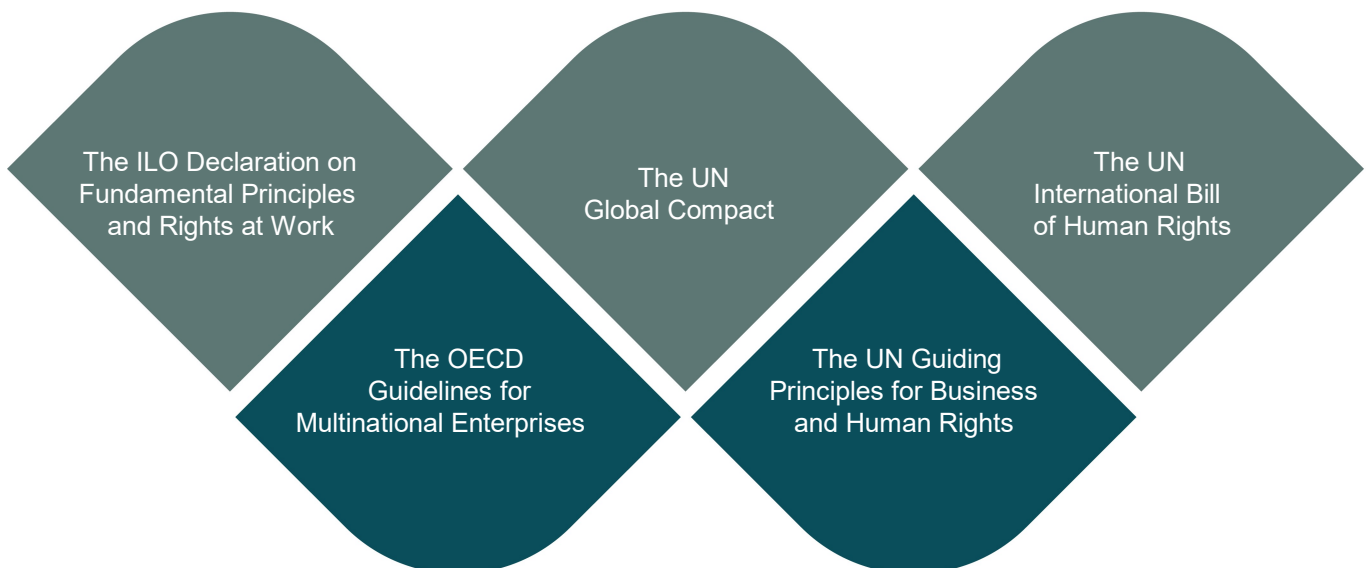 The ILO Declaration on
Fundamental Principles
and Rights at Work
The UN
Global Compact
The UN
International Bill
of Human Rights
The OECD
Guidelines for
Multinational Enterprises
The UN Guiding
Principles for Business
and Human Rights